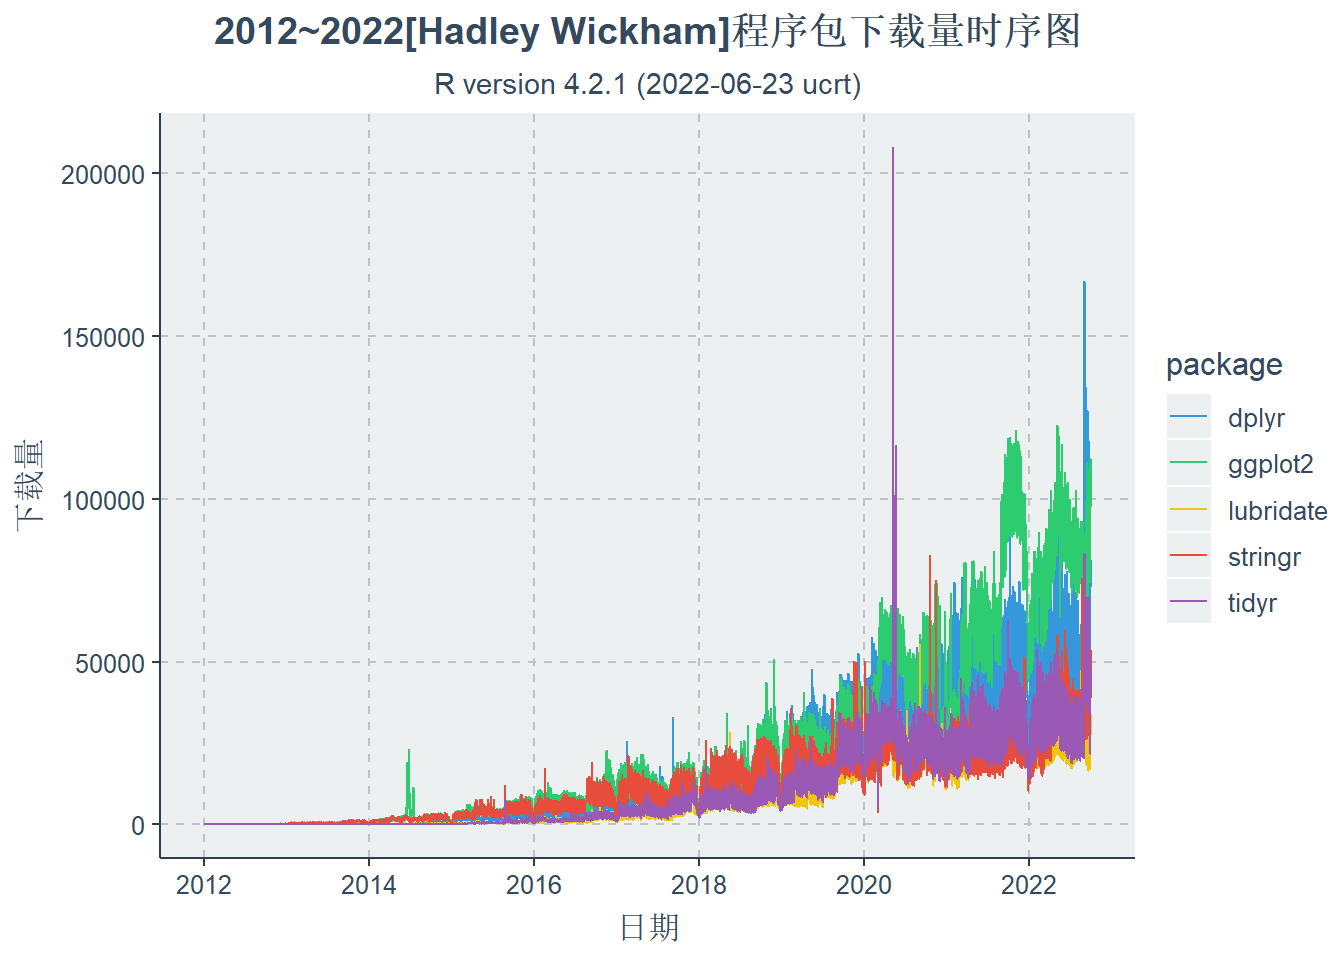 2012~2022[Hadley Wickham]程序包下载量时序图
R version 4.2.1 (2022-06-23 ucrt)
下载量
200000
150000
100000
50000
0
2012 2014 2016 2018 2020 2022
日期
package
dplyr
ggplot2
lubridate
stringr
tidyr